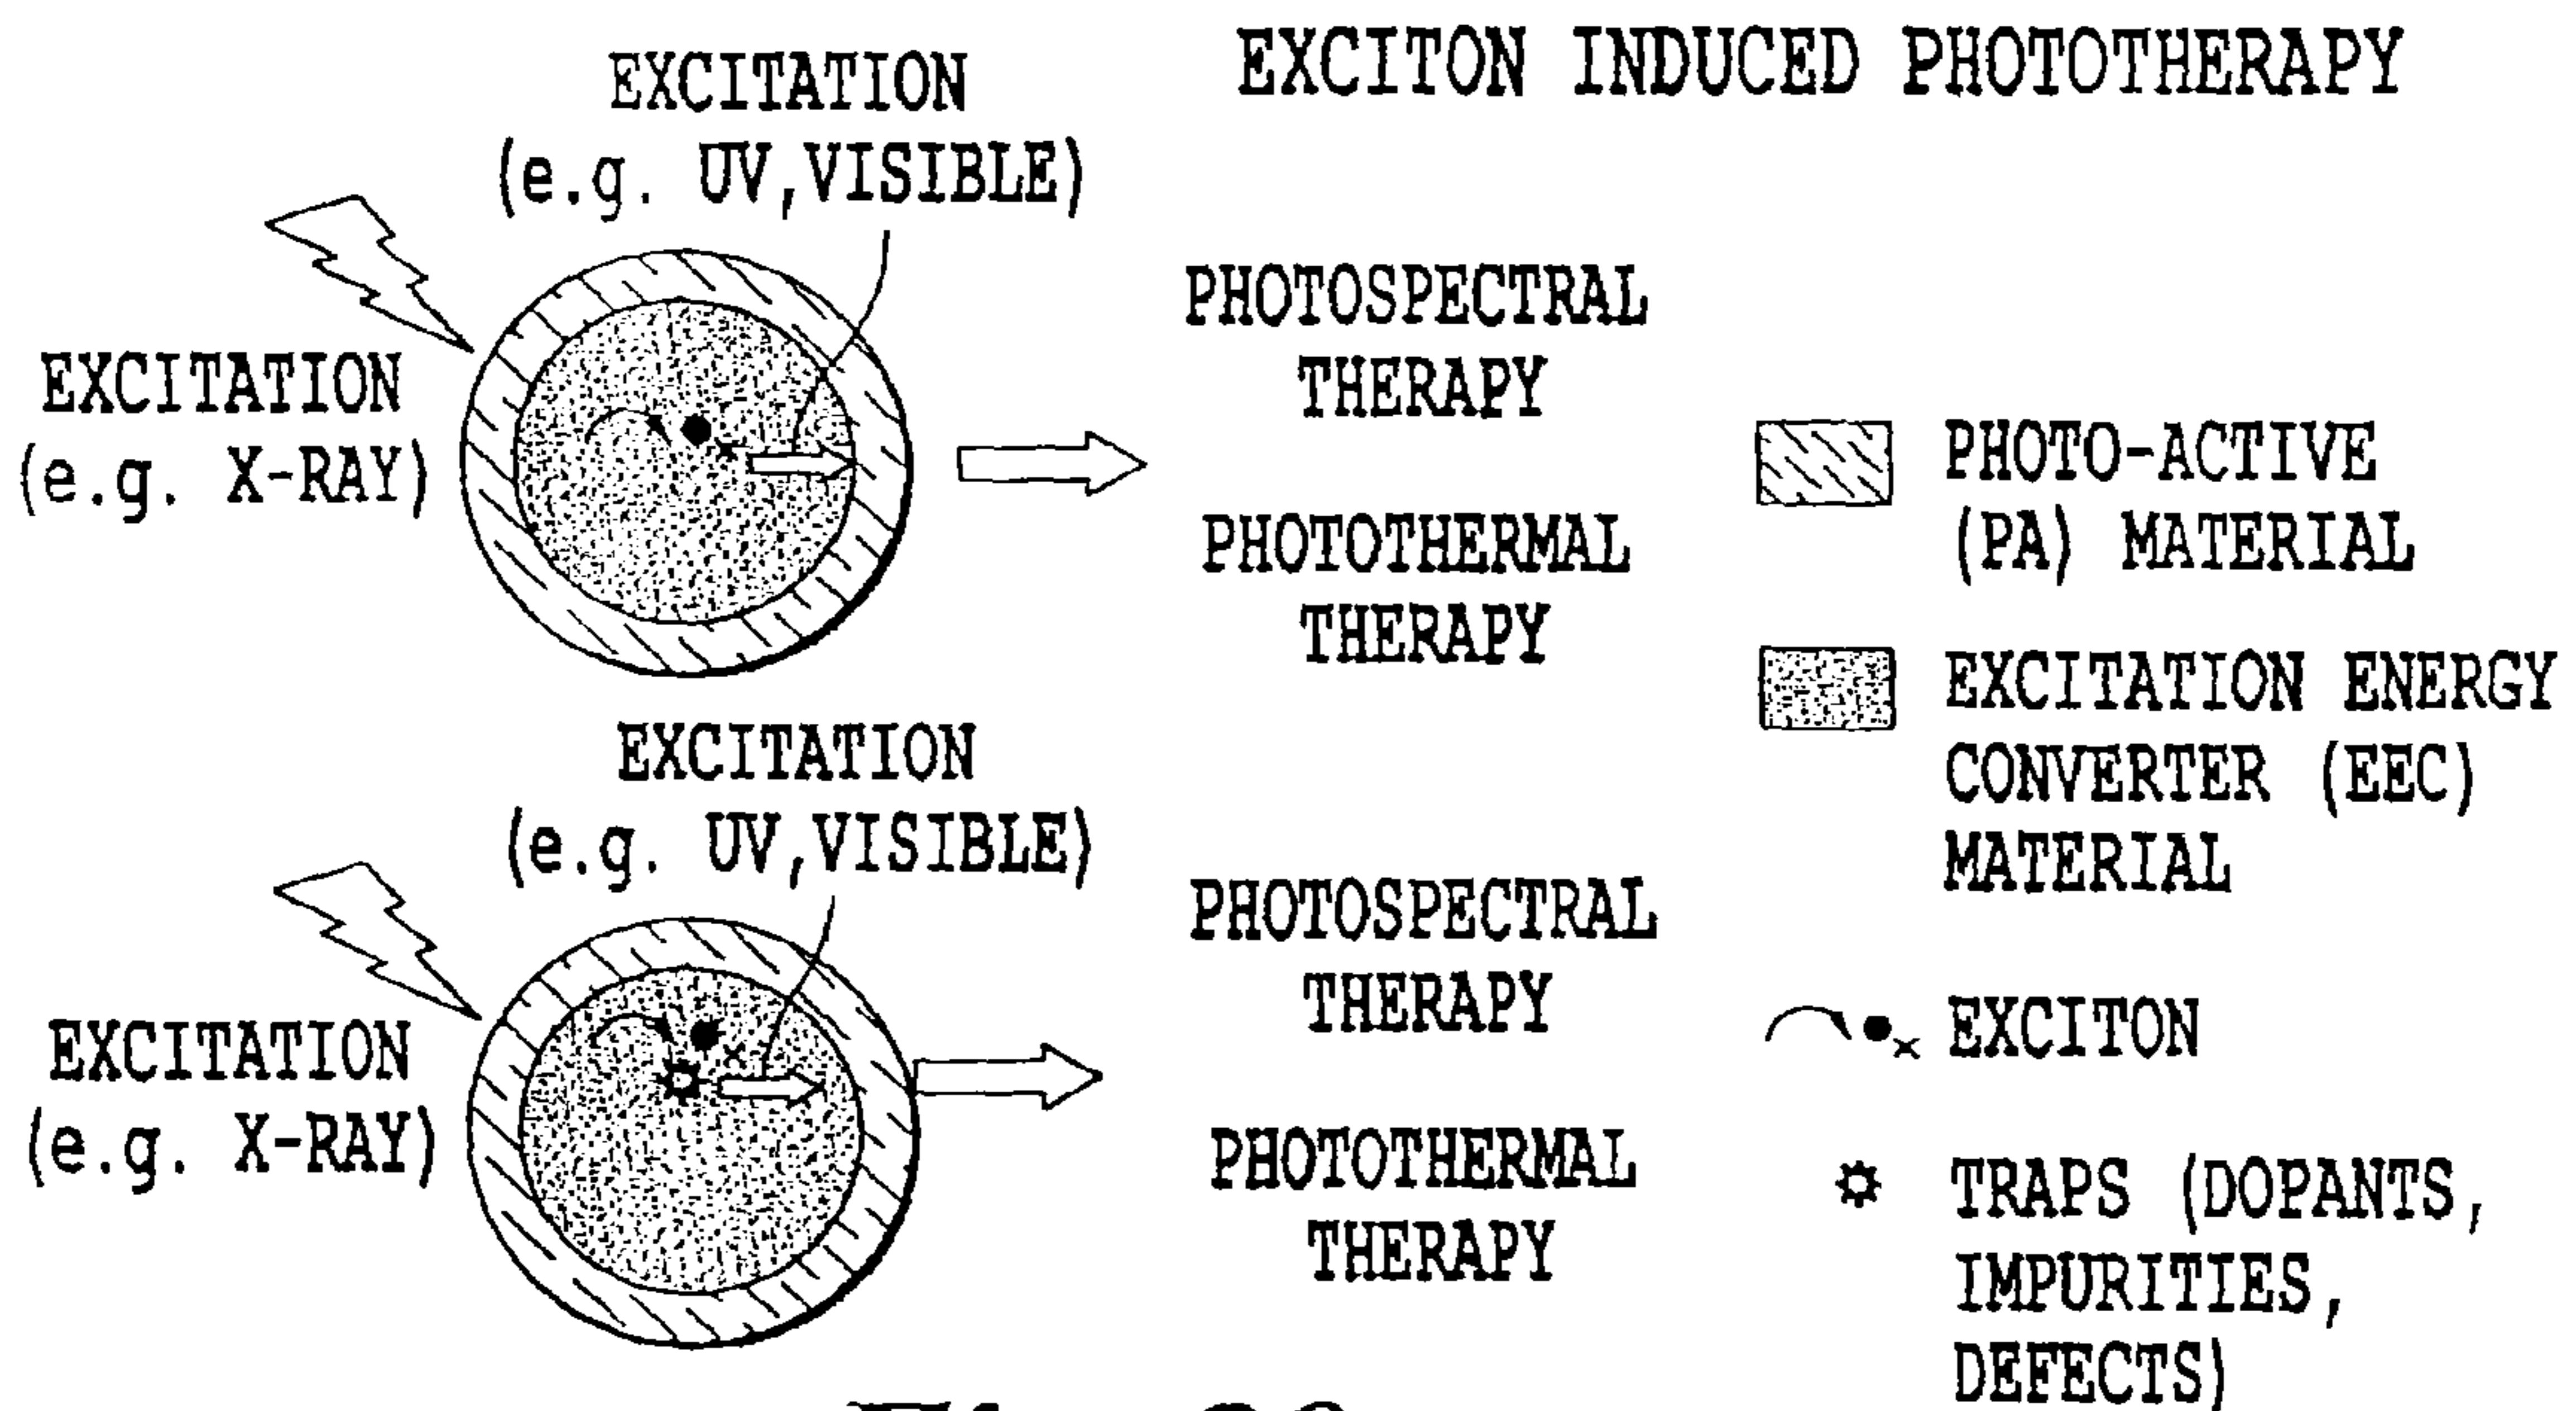 EXCITON INDUCED PHOTOTHERAPY
EXCITATION
(e.g. UV,VISIBLE)
EXCITATION
(e.g. X-RAY)
PHOTOSPECTRAL
THERAPY
PHOTOTHERMAL
THERAPY
EXCITATION
(e.g. UV,VISIBLE)
EXCITATION
(e.g. X-RAY)
PHOTOSPECTRAL
THERAPY
PHOTOTHERMAL
THERAPY
PHOTO-ACTIVE
(PA) MATERIAL
EXCITATION ENERGY
CONVERTER (EEC)
MATERIAL
EXCITON
TRAPS (DOPANTS,
IMPURITIES,
DEFECTS)